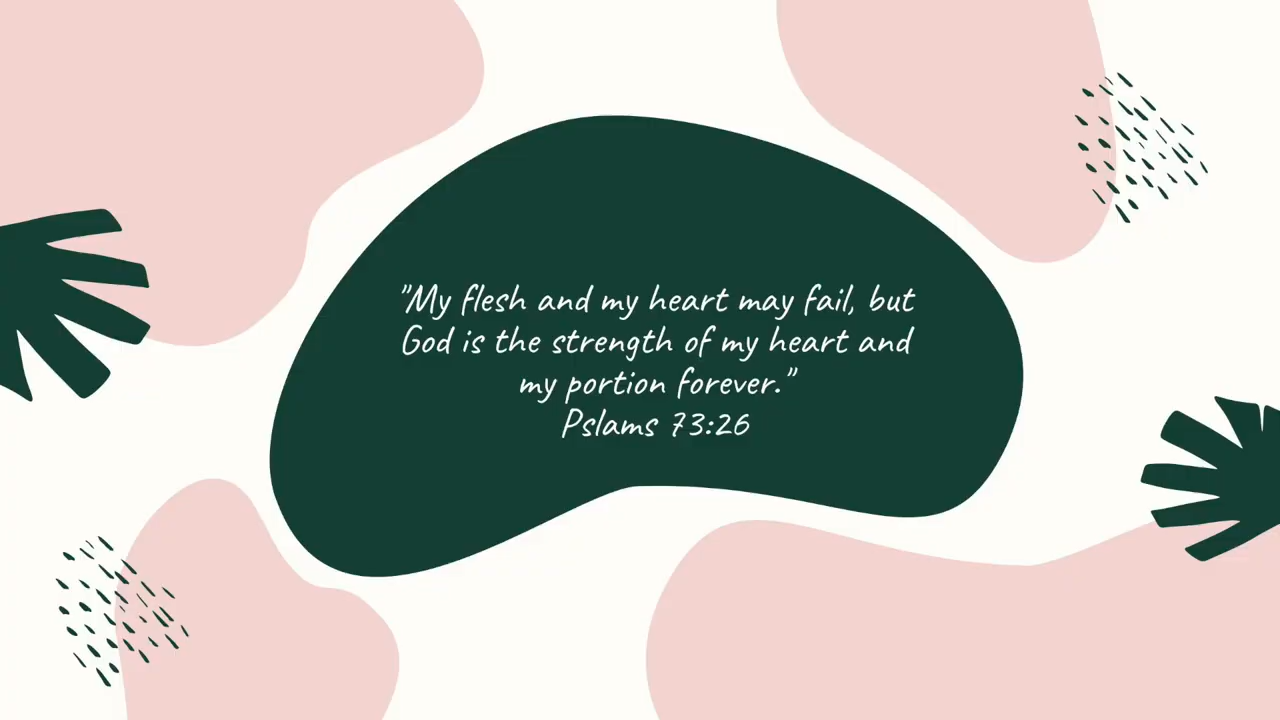 "My flesh and my heart may fail, but
God is the strength of my heart and
my portion forever."
Pslams 73:26